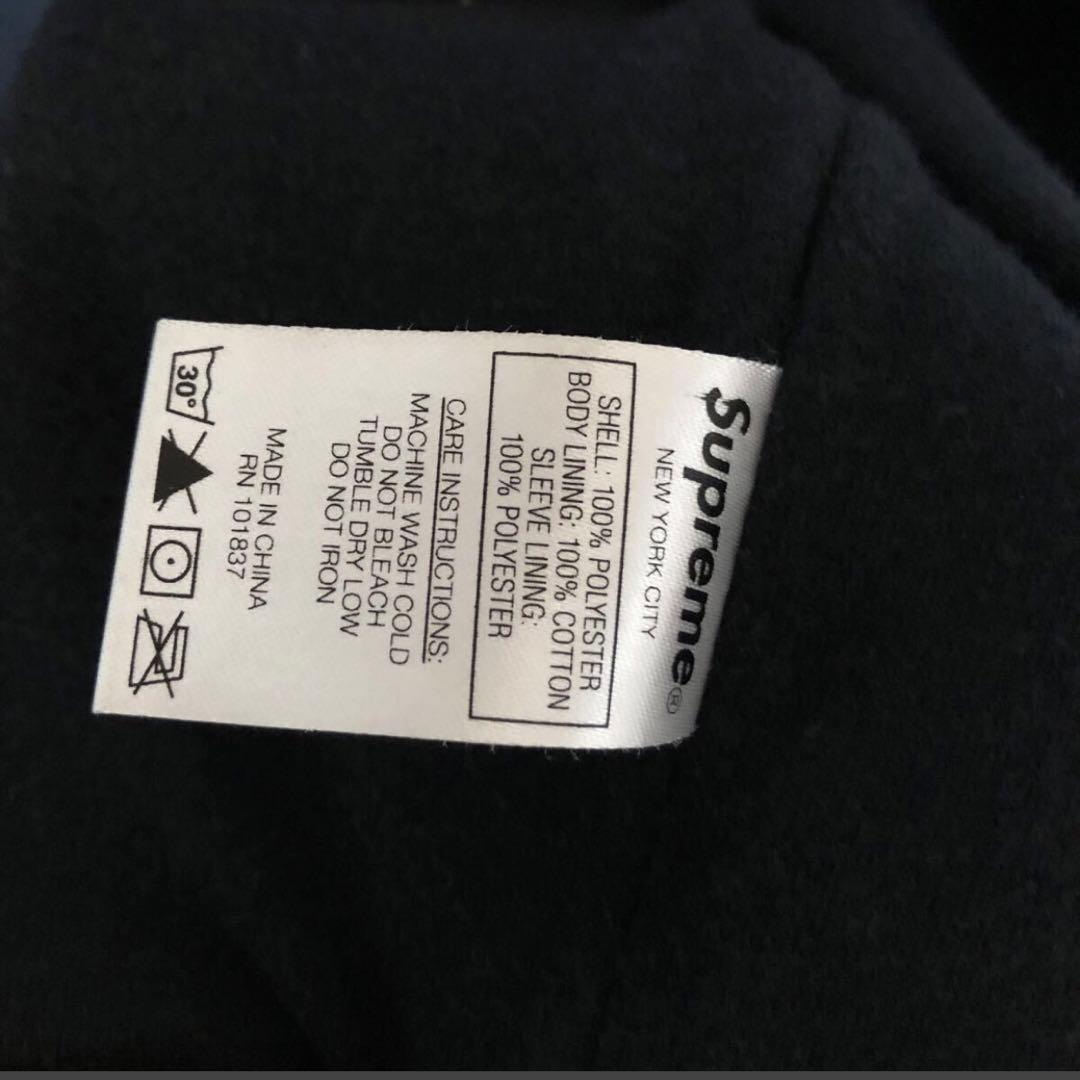 Supreme®
NEW YORK CITY
SHELL: 100% POLYESTER
BODY LINING: 100% COTTON
SLEEVE LINING:
100% POLYESTER
CARE INSTRUCTIONS:
MACHINE WASH COLD
DO NOT BLEACH
TUMBLE DRY LOW
DO NOT IRON
MADE IN CHINA
RN 101837
30°